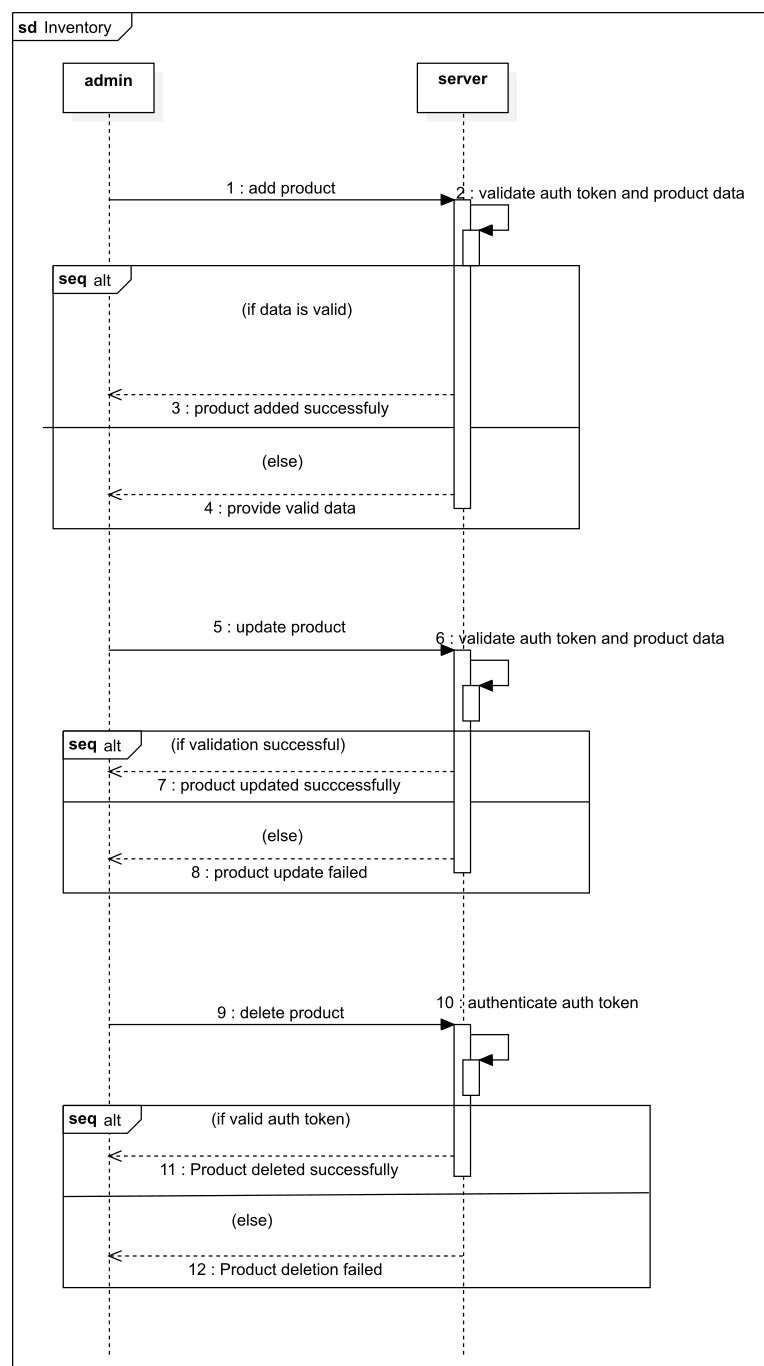 sd Inventory
admin
server
1 : add product
2 : validate auth token and product data
seq alt
(if data is valid)
3 : product added successfuly
(else)
4 : provide valid data
5 : update product
6 : validate auth token and product data
seq alt
(if validation successful)
7 : product updated succcessfully
(else)
8 : product update failed
9 : delete product
10 : authenticate auth token
seq alt
(if valid auth token)
11 : Product deleted successfully
(else)
12 : Product deletion failed